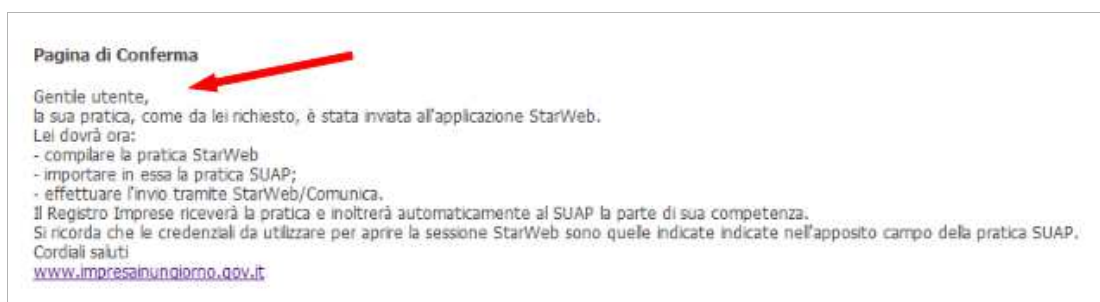 Pagina di Conferma
Gentile utente,
la sua pratica, come da lei richiesto, è stata inviata all'applicazione StarWeb.
Lei dovrà ora:
- compilare la pratica StarWeb
- importare in essa la pratica SUAP;
- effettuare l'invio tramite StarWeb/Comunica.
Il Registro Imprese riceverà la pratica e inoltrerà automaticamente al SUAP la parte di sua competenza.
Si ricorda che le credenziali da utilizzare per aprire la sessione StarWeb sono quelle indicate indicate nell'apposito campo della pratica SUAP.
Cordiali saluti
www.impresainungiorno.gov.it